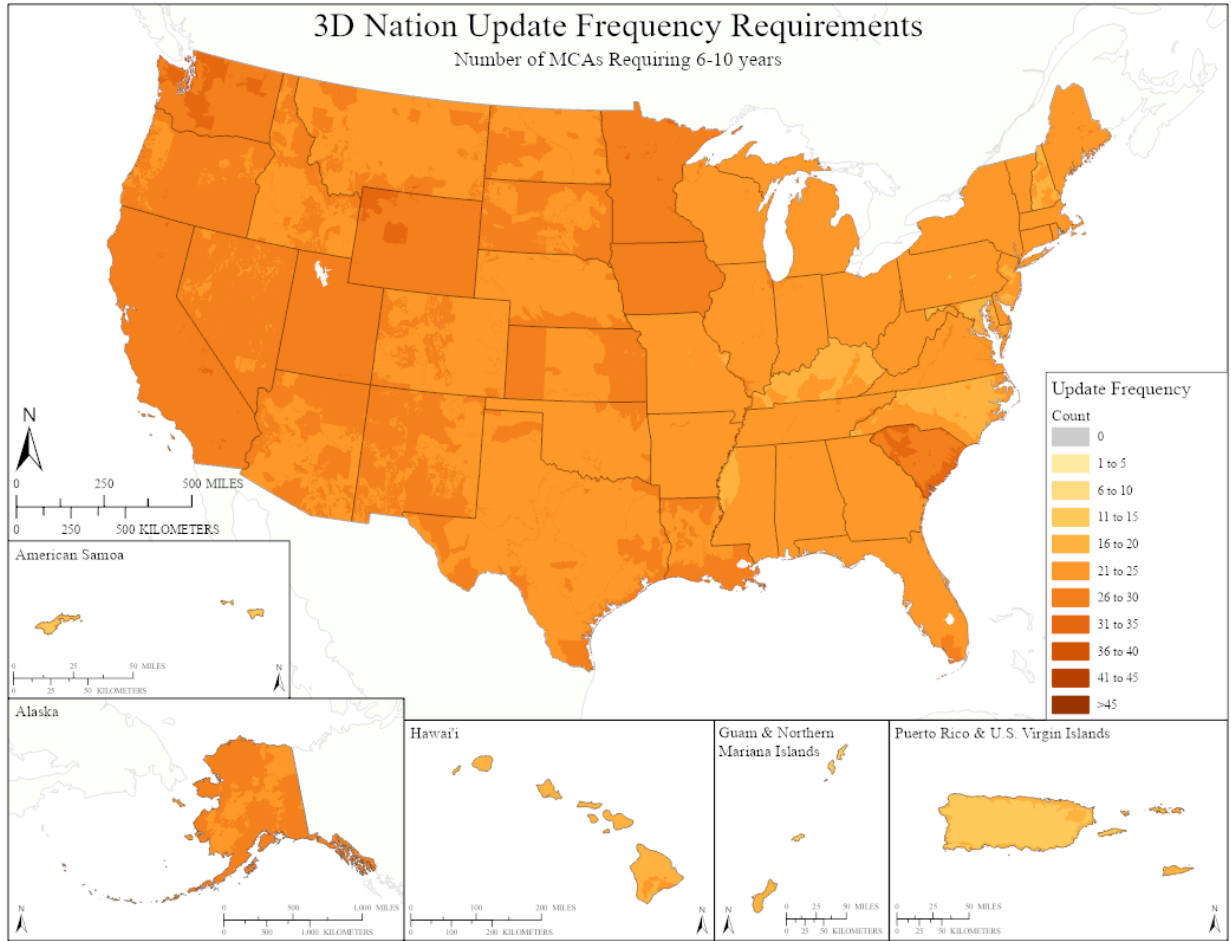 3D Nation Update Frequency Requirements
Number of MCAs Requiring 6-10 years
N
0 250 500 MILES
0 250 500 KILOMETERS
Update Frequency
Count
0
1 to 5
6 to 10
11 to 15
16 to 20
21 to 25
26 to 30
31 to 35
36 to 40
41 to 45
>45
American Samoa
0 25 50 MILES
0 25 50 KILOMETERS
N
Alaska
N
0 500 1,000 MILES
0 500 1,000 KILOMETERS
Hawai'i
0 100 200 MILES
0 100 200 KILOMETERS
N
Guam & Northern
Mariana Islands
0 25 50 MILES
0 25 50 KILOMETERS
N
Puerto Rico & U.S. Virgin Islands
0 25 50 MILES
0 25 50 KILOMETERS
N